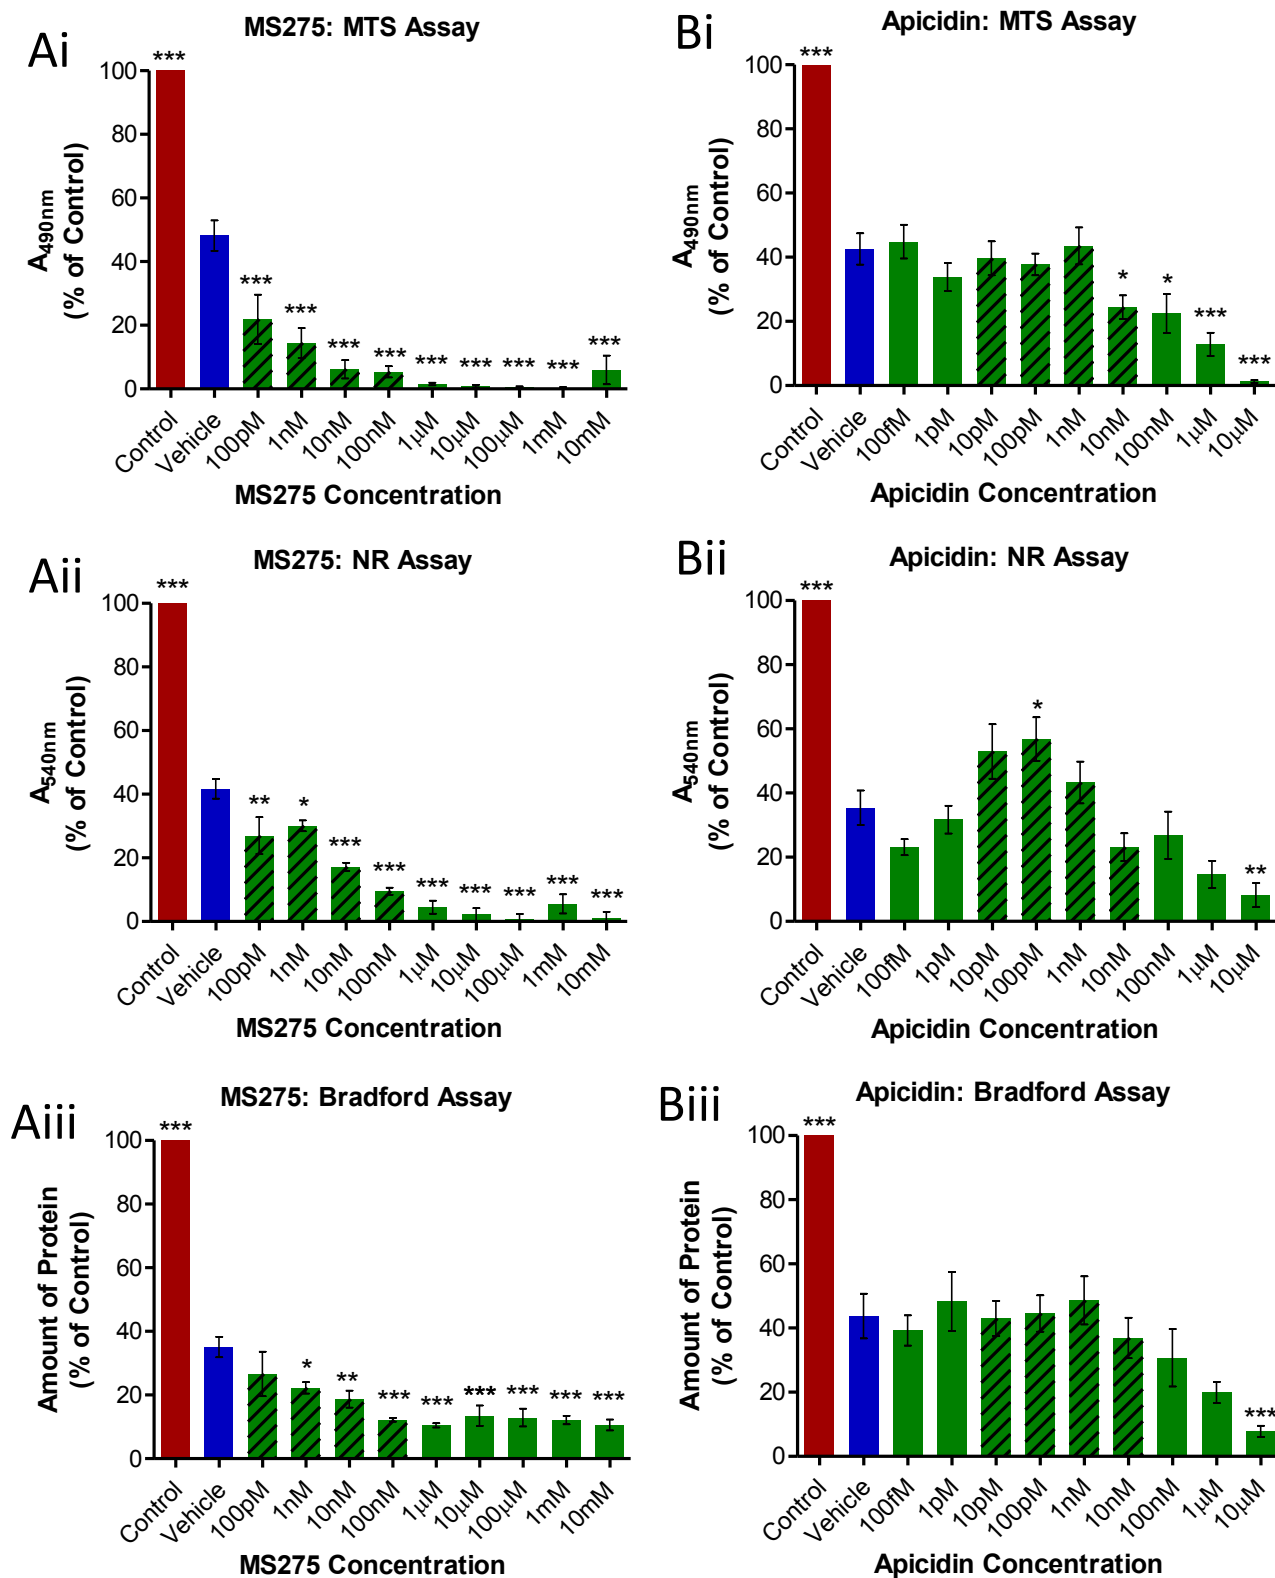 Ai
MS275: MTS Assay
A490nm
(% of Control)
100
80
60
40
20
0
***
***
***
***
***
***
***
***
***
***
Control
Vehicle
100pM
1nM
10nM
100nM
1µM
10µM
100µM
1mM
10mM
MS275 Concentration
Bi
Apicidin: MTS Assay
A490nm
(% of Control)
100
80
60
40
20
0
***
*
*
***
***
Control
Vehicle
100fM
1pM
10pM
100pM
1nM
10nM
100nM
1µM
10µM
Apicidin Concentration
Aii
MS275: NR Assay
A540nm
(% of Control)
100
80
60
40
20
0
***
**
*
***
***
***
***
***
***
***
Control
Vehicle
100pM
1nM
10nM
100nM
1µM
10µM
100µM
1mM
10mM
MS275 Concentration
Bii
Apicidin: NR Assay
A540nm
(% of Control)
100
80
60
40
20
0
***
*
**
Control
Vehicle
100fM
1pM
10pM
100pM
1nM
10nM
100nM
1µM
10µM
Apicidin Concentration
Aiii
MS275: Bradford Assay
Amount of Protein
(% of Control)
100
80
60
40
20
0
***
*
**
***
***
***
***
***
***
Control
Vehicle
100pM
1nM
10nM
100nM
1µM
10µM
100µM
1mM
10mM
MS275 Concentration
Biii
Apicidin: Bradford Assay
Amount of Protein
(% of Control)
100
80
60
40
20
0
***
***
Control
Vehicle
100fM
1pM
10pM
100pM
1nM
10nM
100nM
1µM
10µM
Apicidin Concentration